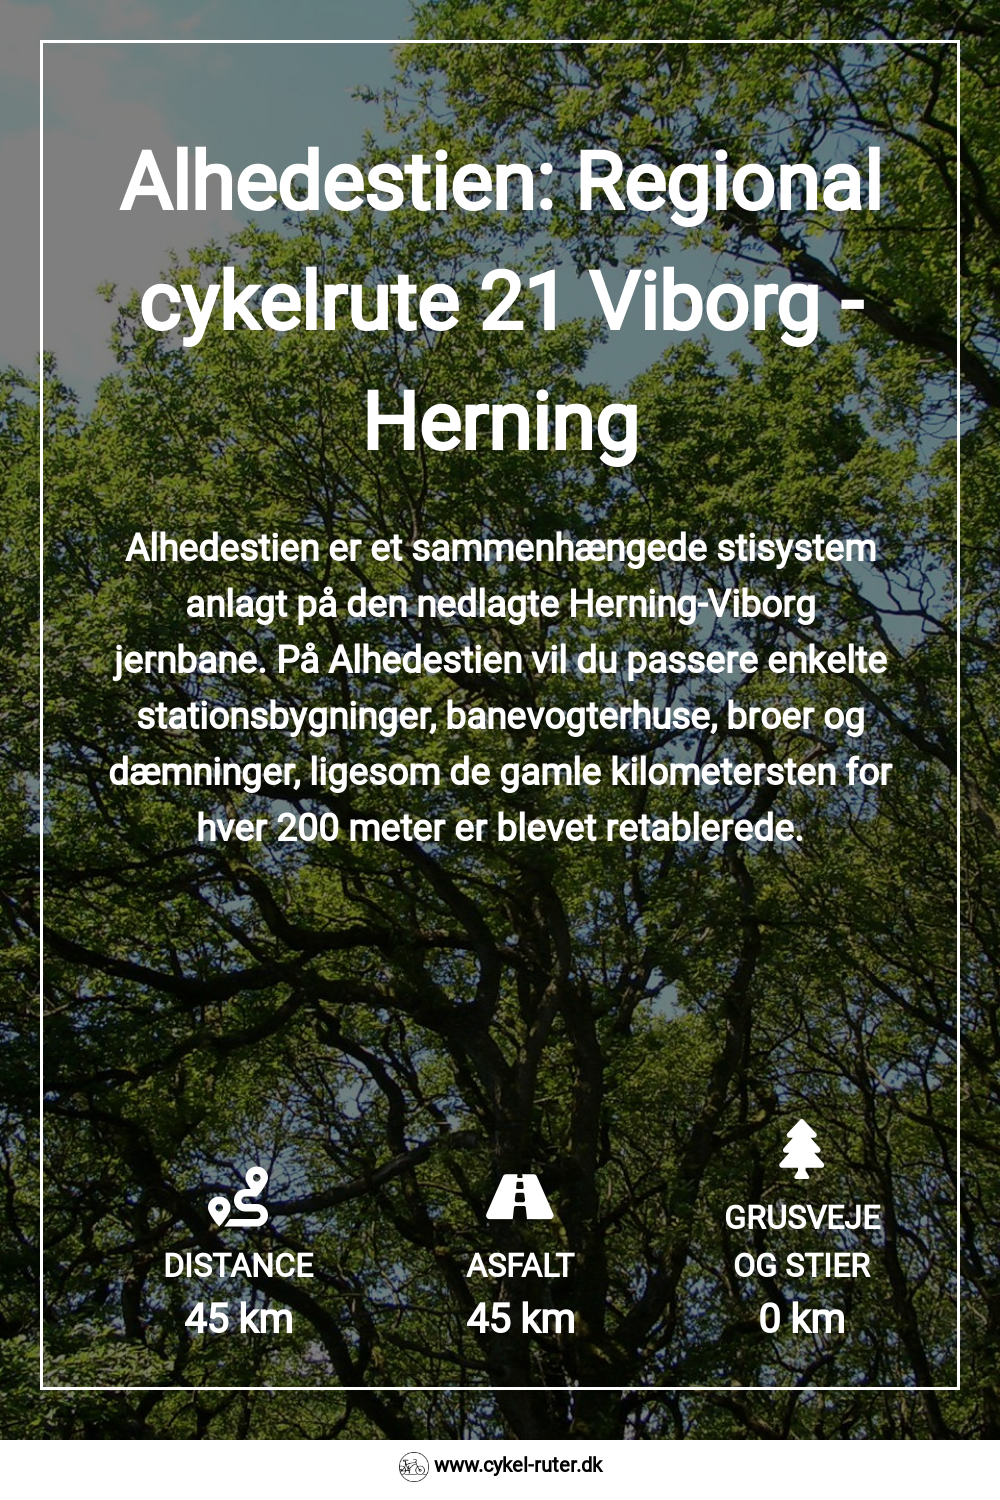 Alhedestien: Regional
cykelrute 21 Viborg -
Herning
Alhedestien er et sammenhængede stisystem
anlagt på den nedlagte Herning-Viborg
jernbane. På Alhedestien vil du passere enkelte
stationsbygninger, banevogterhuse, broer og
dæmninger, ligesom de gamle kilometersten for
hver 200 meter er blevet retablerede.
DISTANCE
45 km
ASFALT
45 km
GRUSVEJE
OG STIER
0 km
www.cykel-ruter.dk